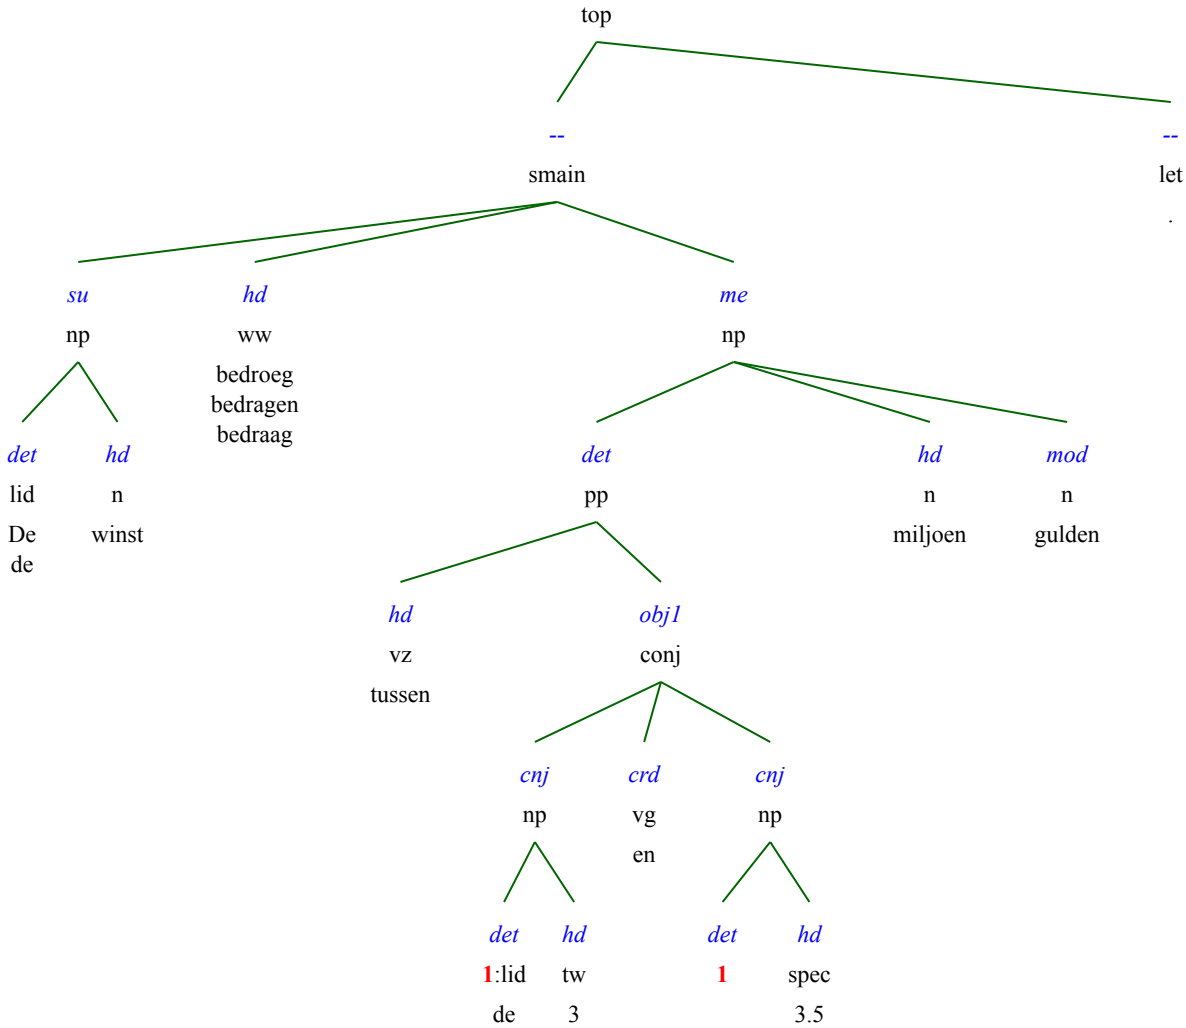 top
-- --
smain let
.
su hd me
np ww np
bedroeg
bedragen
bedraag
det hd det hd mod
lid n pp n n
De winst miljoen gulden
de
hd obj1
vz conj
tussen
cnj crd cnj
np vg np
en
det hd det hd
1:lid tw 1 spec
de 3 3.5